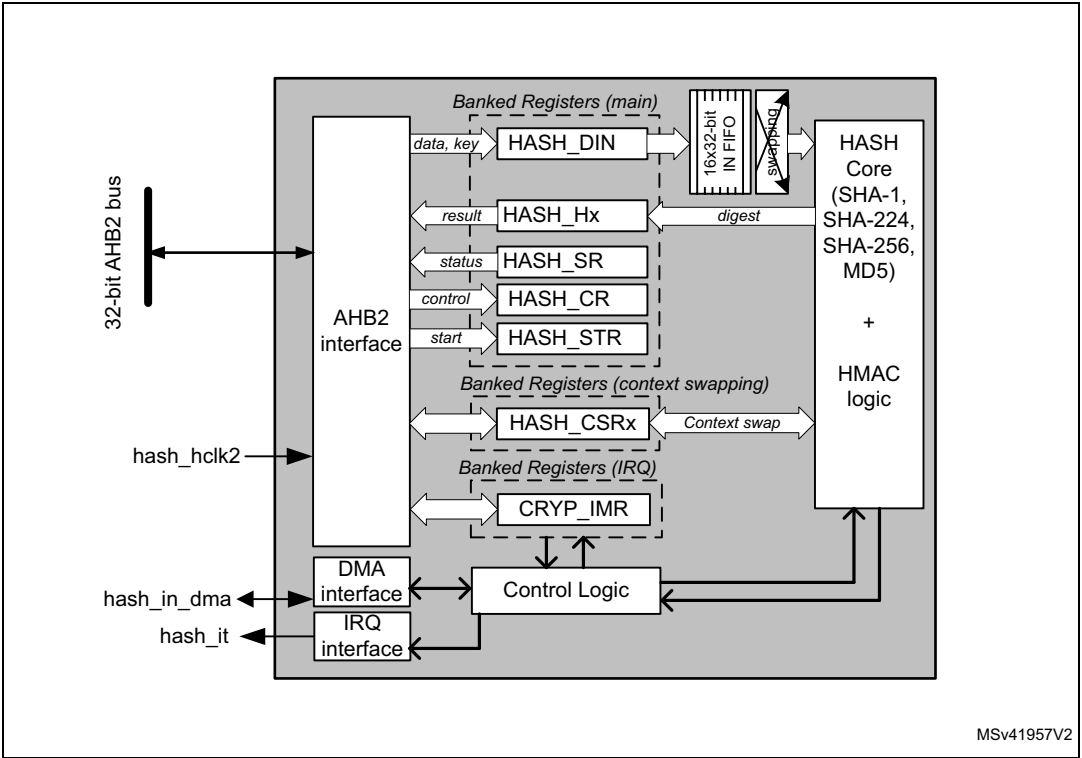 Banked Registers (main)
data, key
HASH_DIN
16x32-bit
IN FIFO
swapping
HASH
Core
(SHA-1,
SHA-224,
SHA-256,
MD5)
+
HMAC
logic
result
HASH_Hx
digest
status
HASH_SR
control
HASH_CR
start
HASH_STR
32-bit AHB2 bus
AHB2
interface
Banked Registers (context swapping)
HASH_CSRx
Context swap
hash_hclk2
Banked Registers (IRQ)
CRYP_IMR
DMA
interface
Control Logic
hash_in_dma
IRQ
interface
hash_it
MSv41957V2